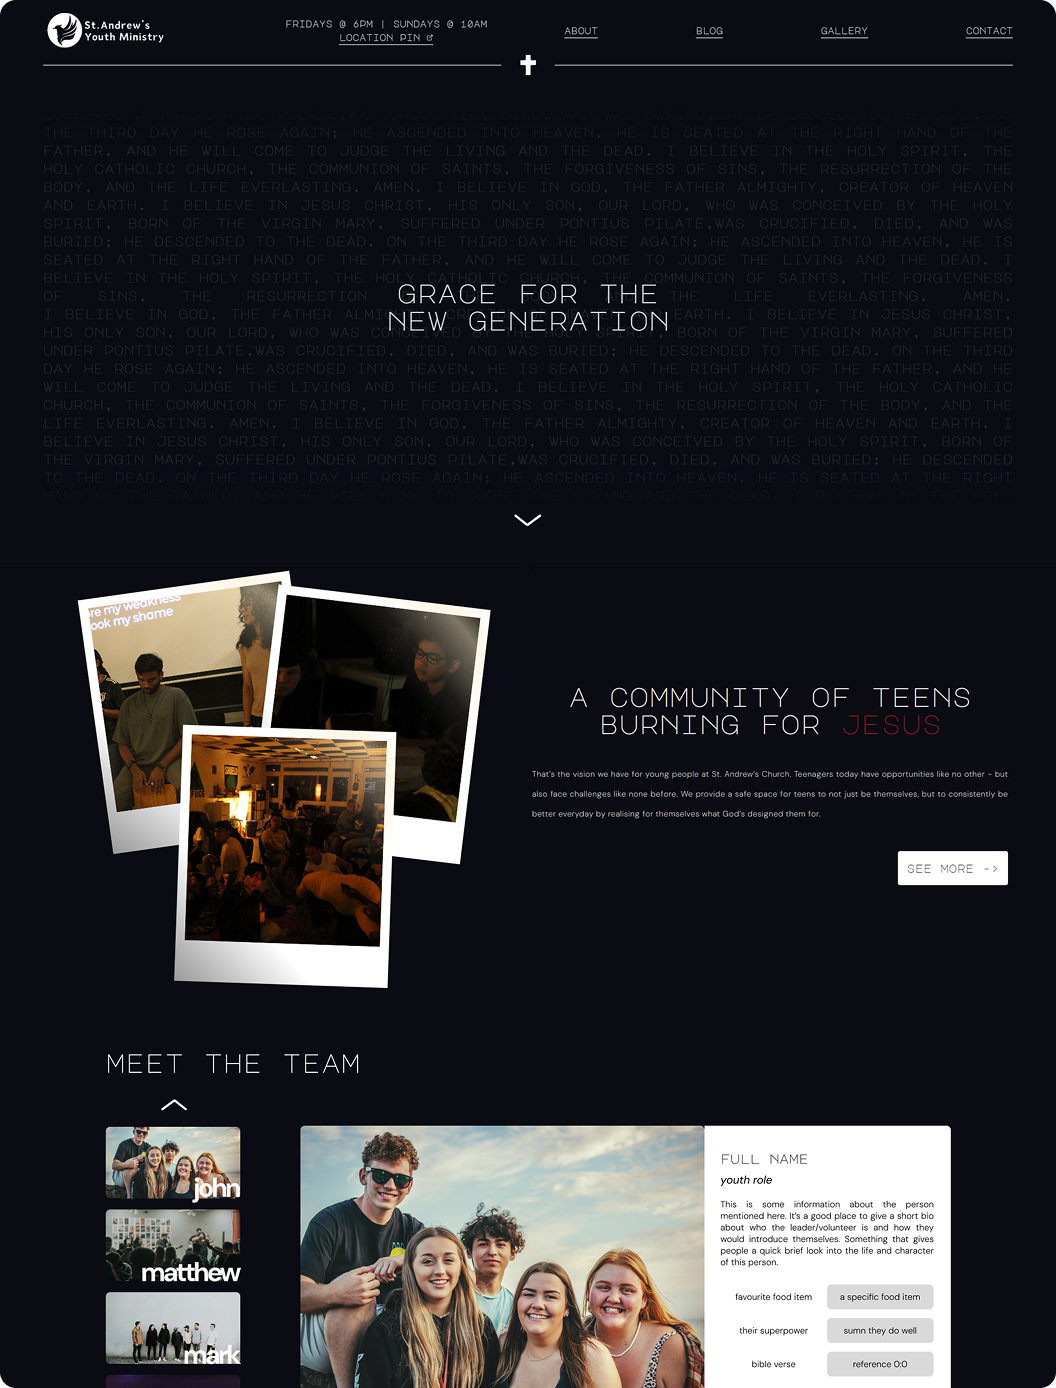 St.Andrew's
Youth Ministry
FRIDAYS @ 6PM | SUNDAYS @ 10AM
LOCATION PIN
ABOUT
BLOG
GALLERY
CONTACT
THE THIRD DAY HE ROSE AGAIN; HE ASCENDED INTO HEAVEN, HE IS SEATED AT THE RIGHT HAND OF THE
FATHER, AND HE WILL COME TO JUDGE THE LIVING AND THE DEAD. I BELIEVE IN THE HOLY SPIRIT, THE
HOLY CATHOLIC CHURCH, THE COMMUNION OF SAINTS, THE FORGIVENESS OF SINS, THE RESURRECTION OF THE
BODY, AND THE LIFE EVERLASTING. AMEN. I BELIEVE IN GOD, THE FATHER ALMIGHTY, CREATOR OF HEAVEN
AND EARTH. I BELIEVE IN JESUS CHRIST, HIS ONLY SON, OUR LORD, WHO WAS CONCEIVED BY THE HOLY
SPIRIT, BORN OF THE VIRGIN MARY, SUFFERED UNDER PONTIUS PILATE,WAS CRUCIFIED, DIED, AND WAS
BURIED; HE DESCENDED TO THE DEAD. ON THE THIRD DAY HE ROSE AGAIN; HE ASCENDED INTO HEAVEN, HE IS
SEATED AT THE RIGHT HAND OF THE FATHER, AND HE WILL COME TO JUDGE THE LIVING AND THE DEAD. I
BELIEVE IN THE HOLY SPIRIT, THE HOLY CATHOLIC CHURCH, THE COMMUNION OF SAINTS, THE FORGIVENESS
OF SINS, THE RESURRECTION THE LIFE EVERLASTING. AMEN.
GRACE FOR THE
NEW GENERATION
I BELIEVE IN GOD, THE FATHER EARTH. I BELIEVE IN JESUS CHRIST,
HIS ONLY SON, OUR LORD, WHO WAS CONCEIVED BY THE HOLY SPIRIT, BORN OF THE VIRGIN MARY, SUFFERED
UNDER PONTIUS PILATE,WAS CRUCIFIED, DIED, AND WAS BURIED; HE DESCENDED TO THE DEAD. ON THE THIRD
DAY HE ROSE AGAIN; HE ASCENDED INTO HEAVEN, HE IS SEATED AT THE RIGHT HAND OF THE FATHER, AND HE
WILL COME TO JUDGE THE LIVING AND THE DEAD. I BELIEVE IN THE HOLY SPIRIT, THE HOLY CATHOLIC
CHURCH, THE COMMUNION OF SAINTS, THE FORGIVENESS OF SINS, THE RESURRECTION OF THE BODY, AND THE
LIFE EVERLASTING. AMEN. I BELIEVE IN GOD, THE FATHER ALMIGHTY, CREATOR OF HEAVEN AND EARTH. I
BELIEVE IN JESUS CHRIST, HIS ONLY SON, OUR LORD, WHO WAS CONCEIVED BY THE HOLY SPIRIT, BORN OF
THE VIRGIN MARY, SUFFERED UNDER PONTIUS PILATE,WAS CRUCIFIED, DIED, AND WAS BURIED; HE DESCENDED
TO THE DEAD. ON THE THIRD DAY HE ROSE AGAIN; HE ASCENDED INTO HEAVEN, HE IS SEATED AT THE RIGHT
HAND OF THE FATHER, AND HE WILL COME TO JUDGE THE LIVING AND THE DEAD. I BELIEVE IN THE HOLY
re my weakness
ook my shame
A COMMUNITY OF TEENS
BURNING FOR JESUS
That's the vision we have for young people at St. Andrew's Church. Teenagers today have opportunities like no other - but
also face challenges like none before. We provide a safe space for teens to not just be themselves, but to consistently be
better everyday by realising for themselves what God's designed them for.
SEE MORE ->
MEET THE TEAM
john
matthew
mark
FULL NAME
youth role
This is some information about the person
mentioned here. It's a good place to give a short bio
about who the leader/volunteer is and how they
would introduce themselves. Something that gives
people a quick brief look into the life and character
of this person.
favourite food item
a specific food item
their superpower
sumn they do well
bible verse
reference 0:0